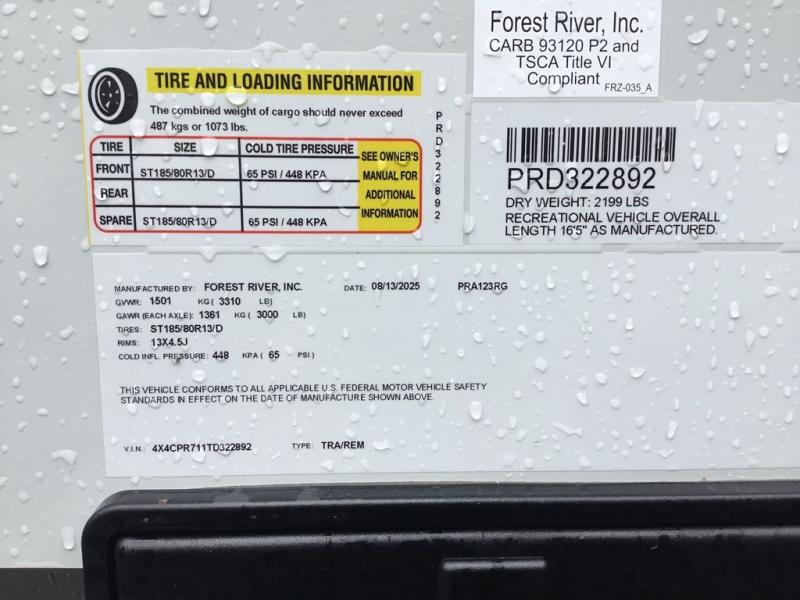 Forest River, Inc.
CARB 93120 P2 and
TSCA Title VI
Compliant
FRZ-035_A
TIRE AND LOADING INFORMATION
The combined weight of cargo should never exceed
487 kgs or 1073 lbs.
TIRE SIZE COLD TIRE PRESSURE
FRONT ST185/80R13/D 65 PSI / 448 KPA
REAR
SPARE ST185/80R13/D 65 PSI / 448 KPA
SEE OWNER'S
MANUAL FOR
ADDITIONAL
INFORMATION
PRD322892
PRD322892
DRY WEIGHT: 2199 LBS
RECREATIONAL VEHICLE OVERALL
LENGTH 16'5" AS MANUFACTURED.
MANUFACTURED BY: FOREST RIVER, INC. DATE: 08/13/2025 PRA123RG
GVWR: 1501 KG ( 3310 LB)
GAWR (EACH AXLE): 1361 KG ( 3000 LB)
TIRES: ST185/80R13/D
RIMS: 13X4.5J
COLD INFL. PRESSURE: 448 KPA ( 65 PSI )
THIS VEHICLE CONFORMS TO ALL APPLICABLE U.S. FEDERAL MOTOR VEHICLE SAFETY
STANDARDS IN EFFECT ON THE DATE OF MANUFACTURE SHOWN ABOVE.
V.I.N.: 4X4CPR711TD322892 TYPE: TRA/REM